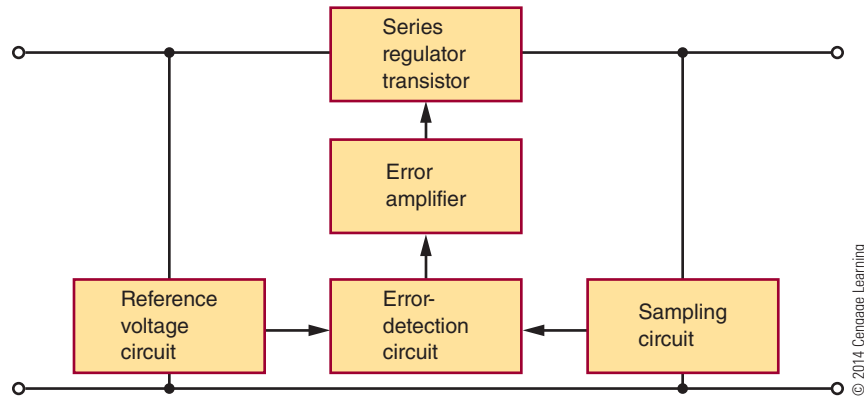 Series
regulator
transistor
Error
amplifier
Reference
voltage
circuit
Error-
detection
circuit
Sampling
circuit
© 2014 Cengage Learning